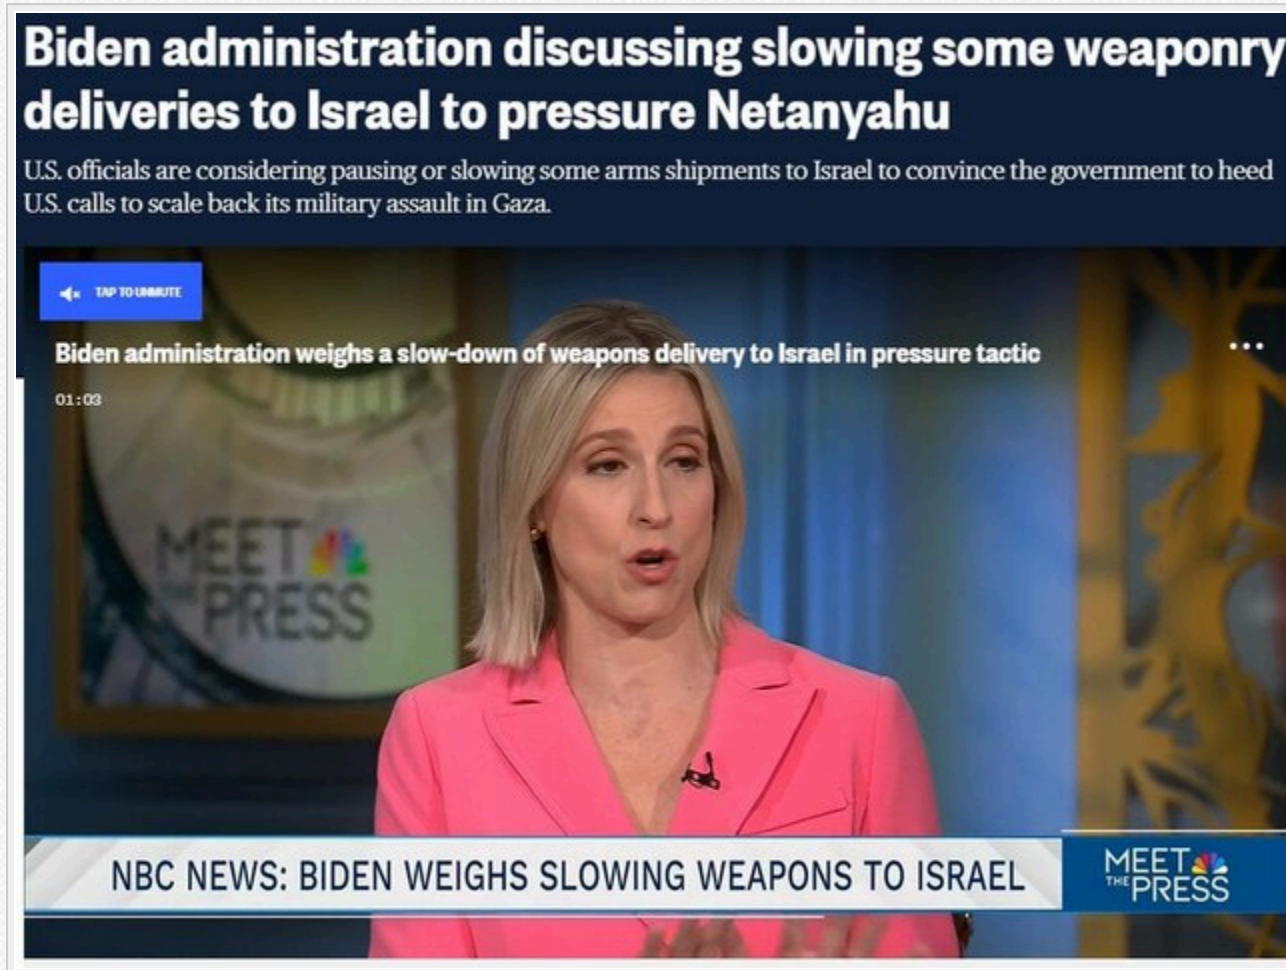 Biden administration discussing slowing some weaponry
deliveries to Israel to pressure Netanyahu
U.S. officials are considering pausing or slowing some arms shipments to Israel to convince the government to heed
U.S. calls to scale back its military assault in Gaza.
TAP TO UNMUTE
Biden administration weighs a slow-down of weapons delivery to Israel in pressure tactic
01:03
MEET
THE PRESS
NBC NEWS: BIDEN WEIGHS SLOWING WEAPONS TO ISRAEL
MEET
THE PRESS